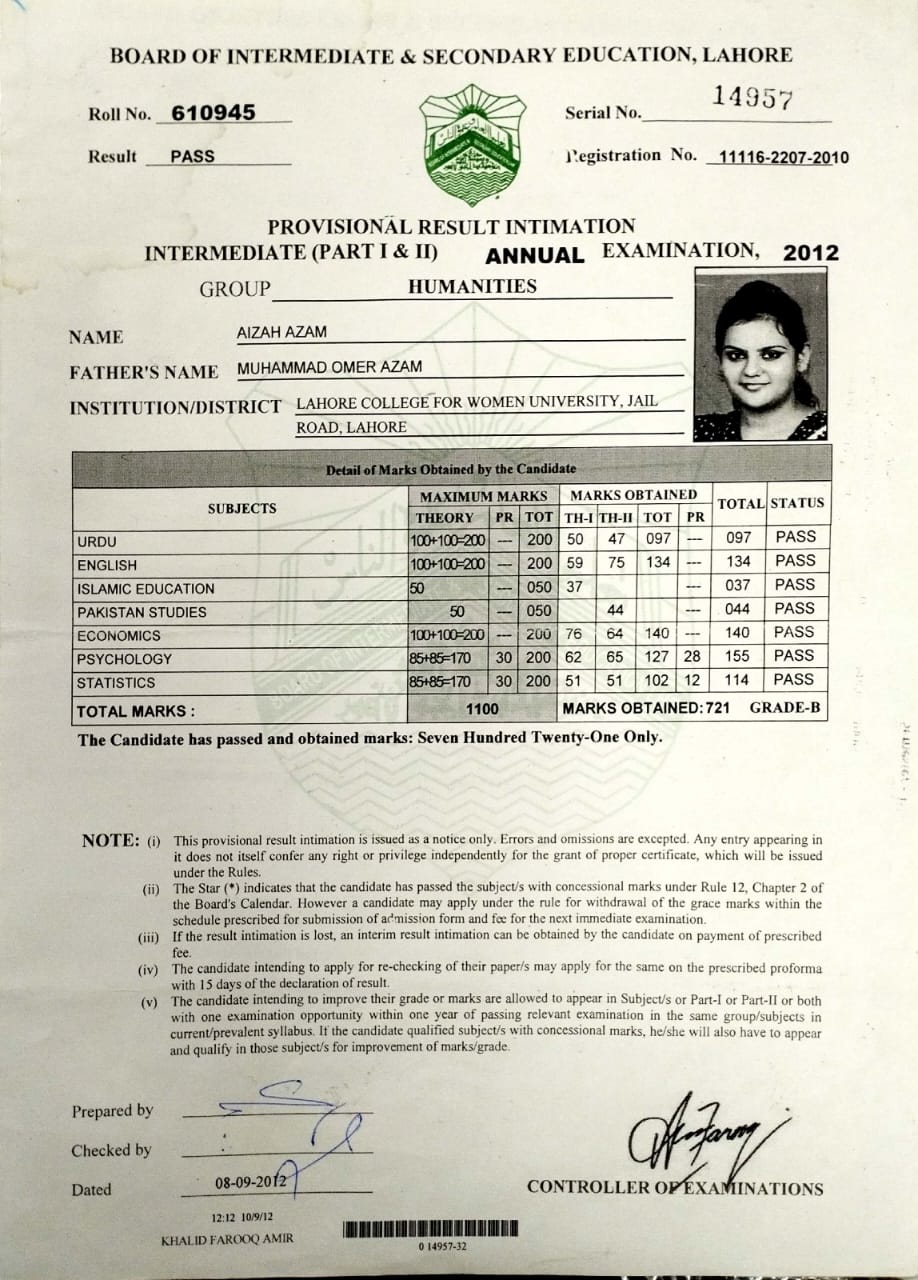 BOARD OF INTERMEDIATE & SECONDARY EDUCATION, LAHORE
Roll No. 610945
Serial No. 14957
Result PASS
Registration No. 11116-2207-2010
PROVISIONAL RESULT INTIMATION
INTERMEDIATE (PART I & II) ANNUAL EXAMINATION, 2012
GROUP HUMANITIES
NAME AIZAH AZAM
FATHER'S NAME MUHAMMAD OMER AZAM
INSTITUTION/DISTRICT LAHORE COLLEGE FOR WOMEN UNIVERSITY, JAIL
ROAD, LAHORE
Detail of Marks Obtained by the Candidate
SUBJECTS MAXIMUM MARKS MARKS OBTAINED TOTAL STATUS
THEORY PR TOT TH-I TH-II TOT PR
URDU 100+100=200 --- 200 50 47 097 --- 097 PASS
ENGLISH 100+100=200 --- 200 59 75 134 --- 134 PASS
ISLAMIC EDUCATION 50 --- 050 37 --- 037 PASS
PAKISTAN STUDIES 50 --- 050 44 --- 044 PASS
ECONOMICS 100+100=200 --- 200 76 64 140 --- 140 PASS
PSYCHOLOGY 85+85=170 30 200 62 65 127 28 155 PASS
STATISTICS 85+85=170 30 200 51 51 102 12 114 PASS
TOTAL MARKS : 1100 MARKS OBTAINED: 721 GRADE-B
The Candidate has passed and obtained marks: Seven Hundred Twenty-One Only.
NOTE: (i) This provisional result intimation is issued as a notice only. Errors and omissions are excepted. Any entry appearing in
it does not itself confer any right or privilege independently for the grant of proper certificate, which will be issued
under the Rules.
(ii) The Star (*) indicates that the candidate has passed the subject/s with concessional marks under Rule 12, Chapter 2 of
the Board's Calendar. However a candidate may apply under the rule for withdrawal of the grace marks within the
schedule prescribed for submission of admission form and fee for the next immediate examination.
(iii) If the result intimation is lost, an interim result intimation can be obtained by the candidate on payment of prescribed
fee.
(iv) The candidate intending to apply for re-checking of their paper/s may apply for the same on the prescribed proforma
with 15 days of the declaration of result.
(v) The candidate intending to improve their grade or marks are allowed to appear in Subject/s or Part-I or Part-II or both
with one examination opportunity within one year of passing relevant examination in the same group/subjects in
current/prevalent syllabus. If the candidate qualified subject/s with concessional marks, he/she will also have to appear
and qualify in those subject/s for improvement of marks/grade.
Prepared by
Checked by
Dated 08-09-2012
CONTROLLER OF EXAMINATIONS
12:12 10/9/12
KHALID FAROOQ AMIR
0 14957-32